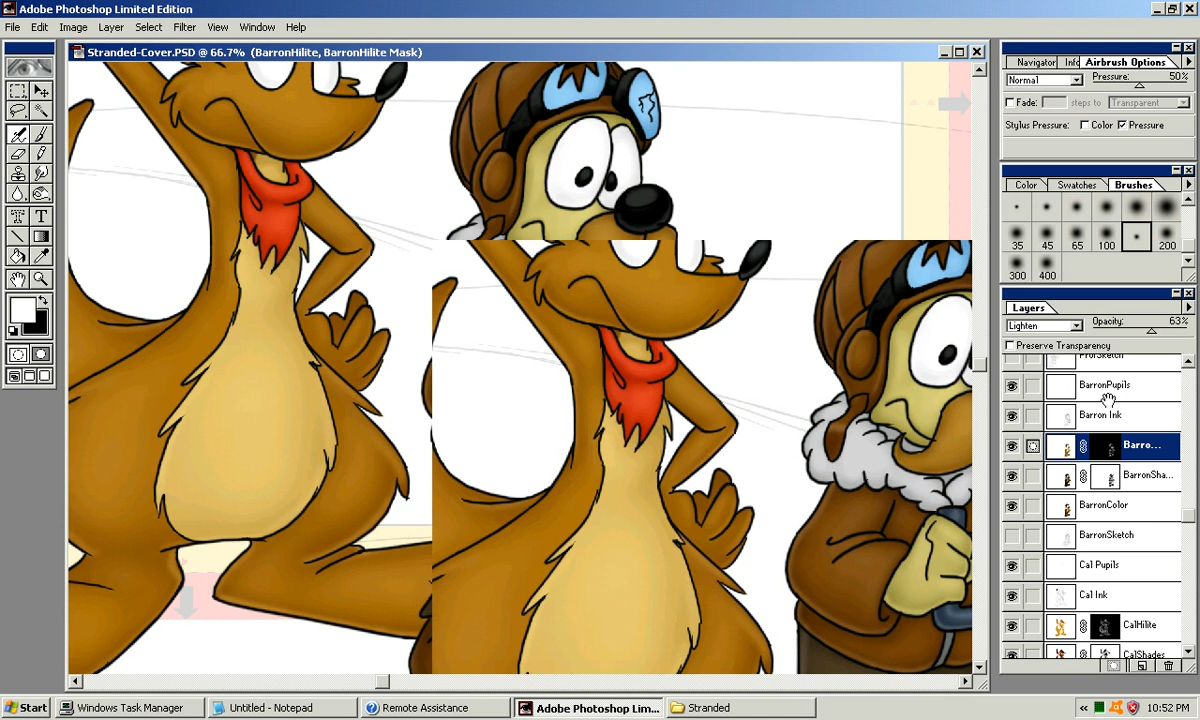 Adobe Photoshop Limited Edition
File Edit Image Layer Select Filter View Window Help
Stranded-Cover.PSD @ 66.7% (BarronHilite, BarronHilite Mask)
Navigator Info Airbrush Options
Normal Pressure: 50%
Fade: steps to Transparent
Stylus Pressure: Color Pressure
Color Swatches Brushes
35 45 65 100 200
300 400
Layers
Lighten Opacity: 63%
Preserve Transparency
ProfSketch
BarronPupils
Barron Ink
Barro...
BarronSha...
BarronColor
BarronSketch
Cal Pupils
Cal Ink
CalHilite
CalShades
Start Windows Task Manager Untitled - Notepad Remote Assistance Adobe Photoshop Lim... Stranded « 10:52 PM